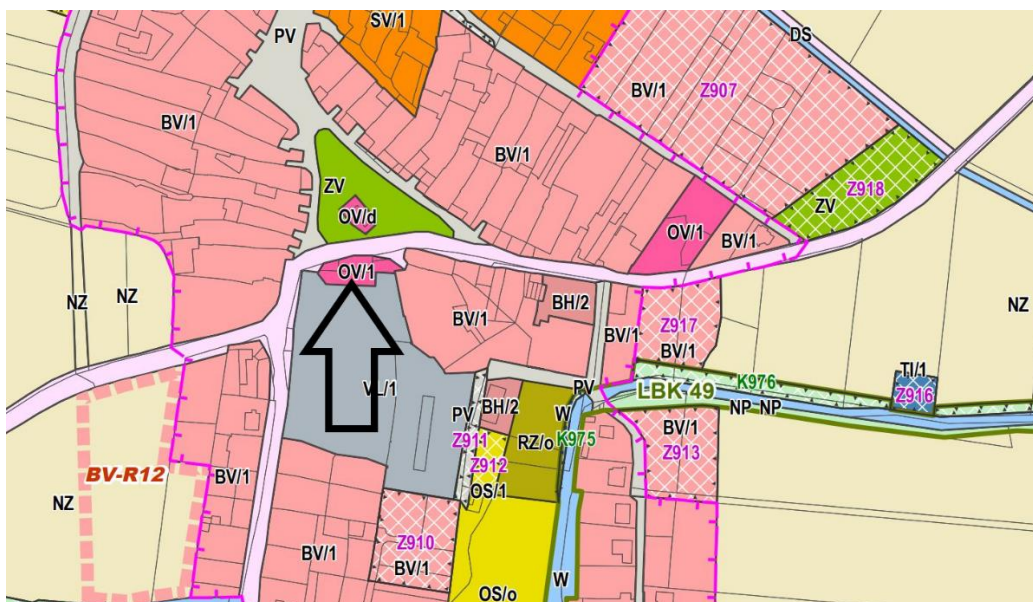 SV/1
PV
DS
BV/1
Z907
BV/1
BV/1
ZV
OV/d
Z918
ZV
OV/1
BV/1
OV/1
NZ
NZ
BH/2
NZ
BV/1
BV/1
Z917
BV/1
TI/1
Z916
K976
LBK 49
NP
NP
VL/1
PV
BH/2
PV
W
K975
RZ/o
Z911
Z912
OS/1
BV/1
Z913
BV-R12
BV/1
NZ
Z910
BV/1
BV/1
OS/o
W